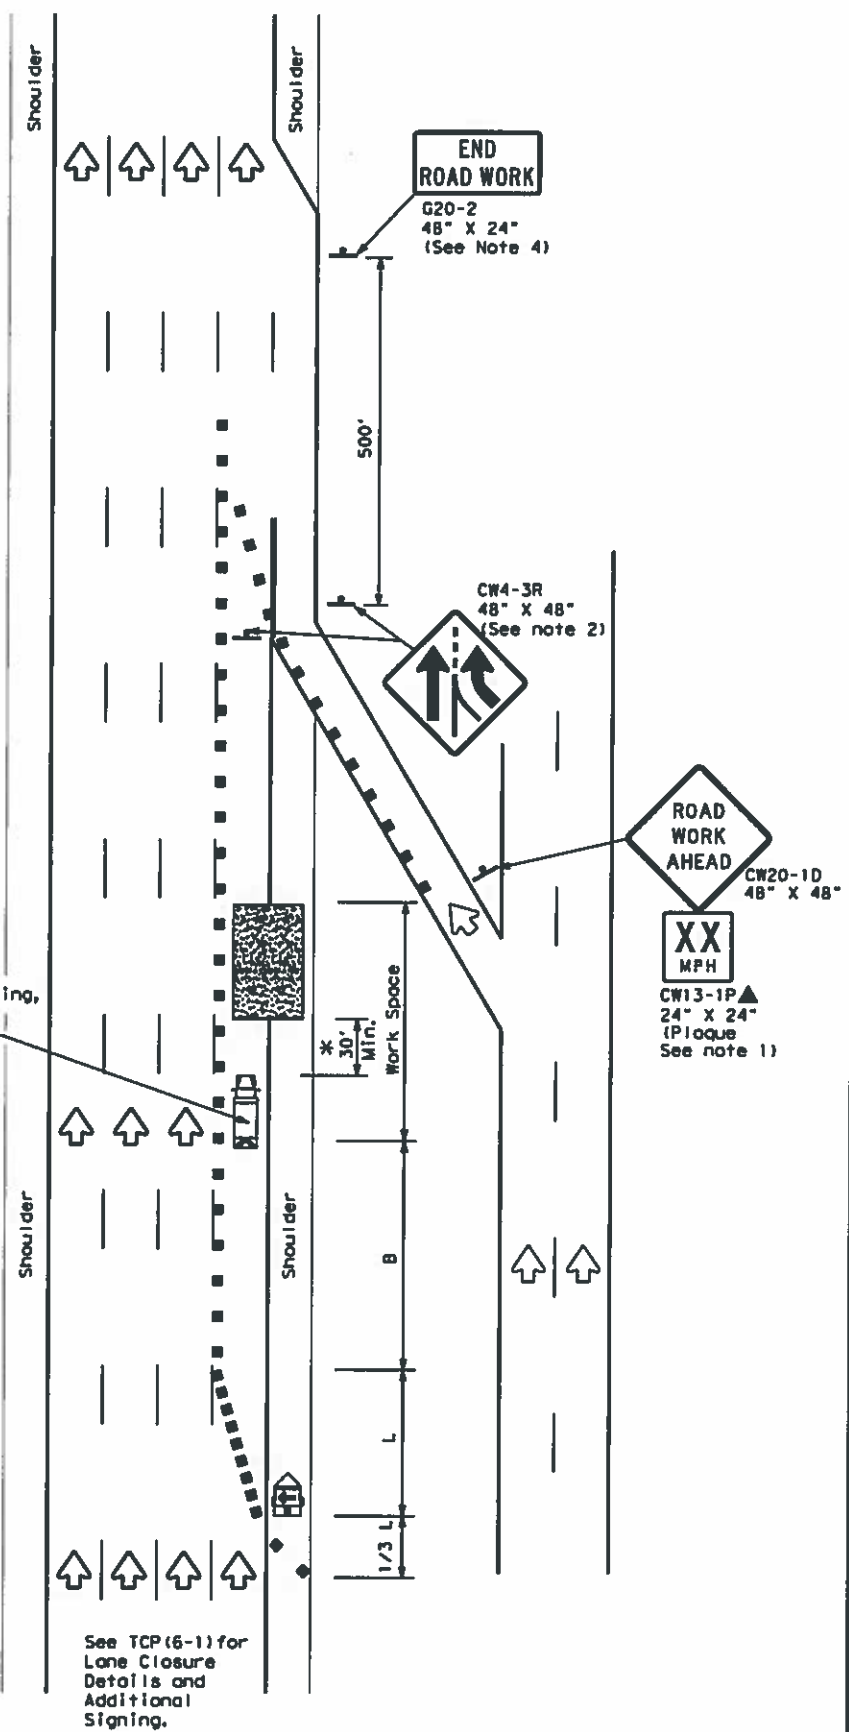 Shoulder
Shoulder
END
ROAD WORK
G20-2
48" X 24"
(See Note 4)
500'
CW4-3R
48" X 48"
(See note 2)
ROAD
WORK
AHEAD
CW20-1D
48" X 48"
XX
MPH
CW13-1P▲
24" X 24"
(Plaque
See note 1)
ing,
* 30' Min.
Work Space
Shoulder
Shoulder
B
L
1/3 L
See TCP(6-1)for
Lane Closure
Details and
Additional
Signing.